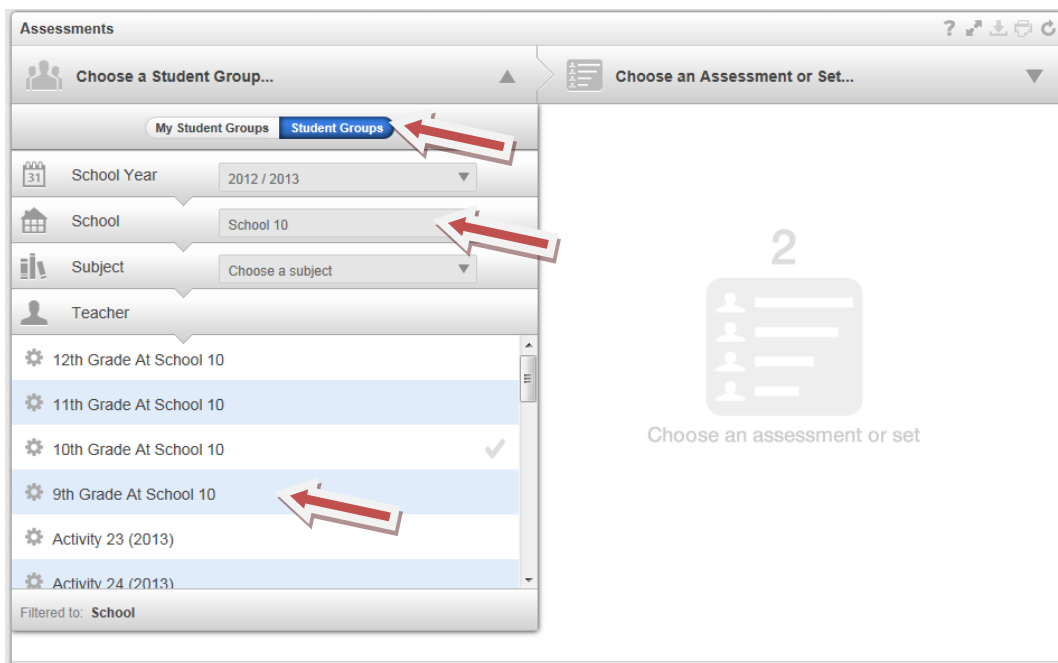 Assessments
?
Choose a Student Group...
Choose an Assessment or Set...
My Student Groups
Student Groups
31
School Year
2012 / 2013
School
School 10
Subject
Choose a subject
Teacher
12th Grade At School 10
11th Grade At School 10
10th Grade At School 10
9th Grade At School 10
Activity 23 (2013)
Activity 24 (2013)
Filtered to: School
2
Choose an assessment or set